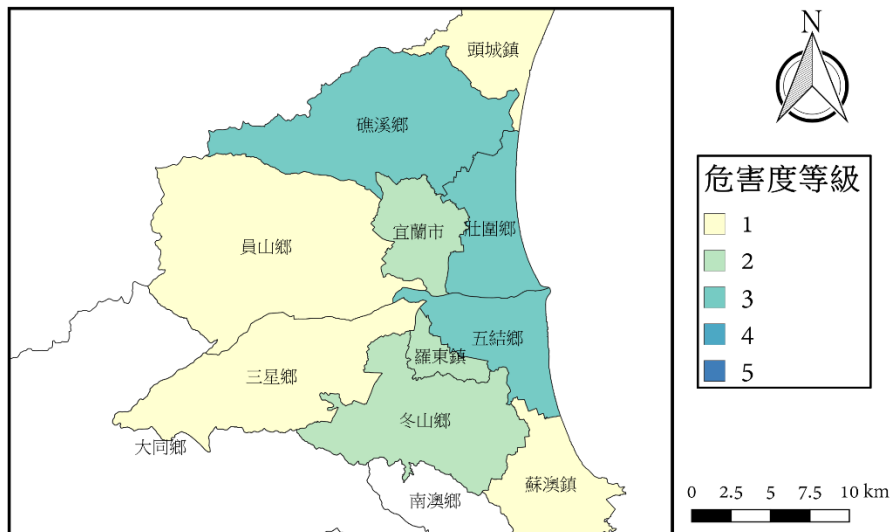 頭城鎮
礁溪鄉
宜蘭市
壯圍鄉
員山鄉
五結鄉
羅東鎮
三星鄉
冬山鄉
大同鄉
蘇澳鎮
南澳鄉
N
危害度等級
1
2
3
4
5
0 2.5 5 7.5 10 km